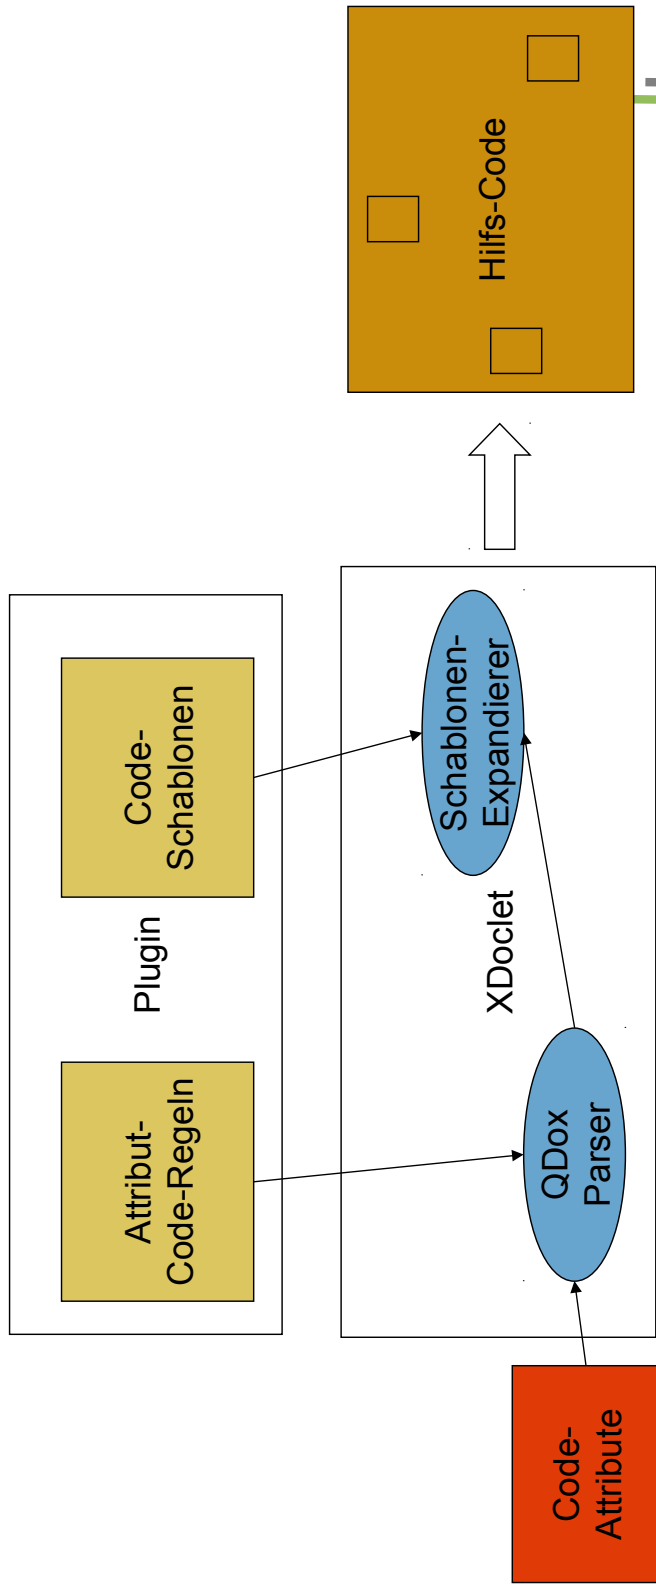 Attribut-
Code-Regeln
Plugin
Code-
Schablonen
Code-
Attribute
QDox
Parser
XDoclet
Schablonen-
Expandierer
Hilfs-Code